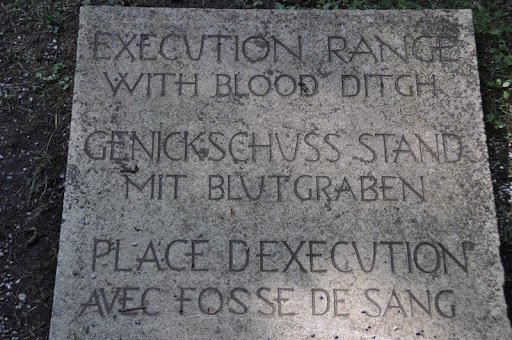 EXECUTION RANGE
WITH BLOOD DITCH
GENICKSCHUSS STAND
MIT BLUTGRABEN
PLACE D'EXECUTION
AVEC FOSSE DE SANG